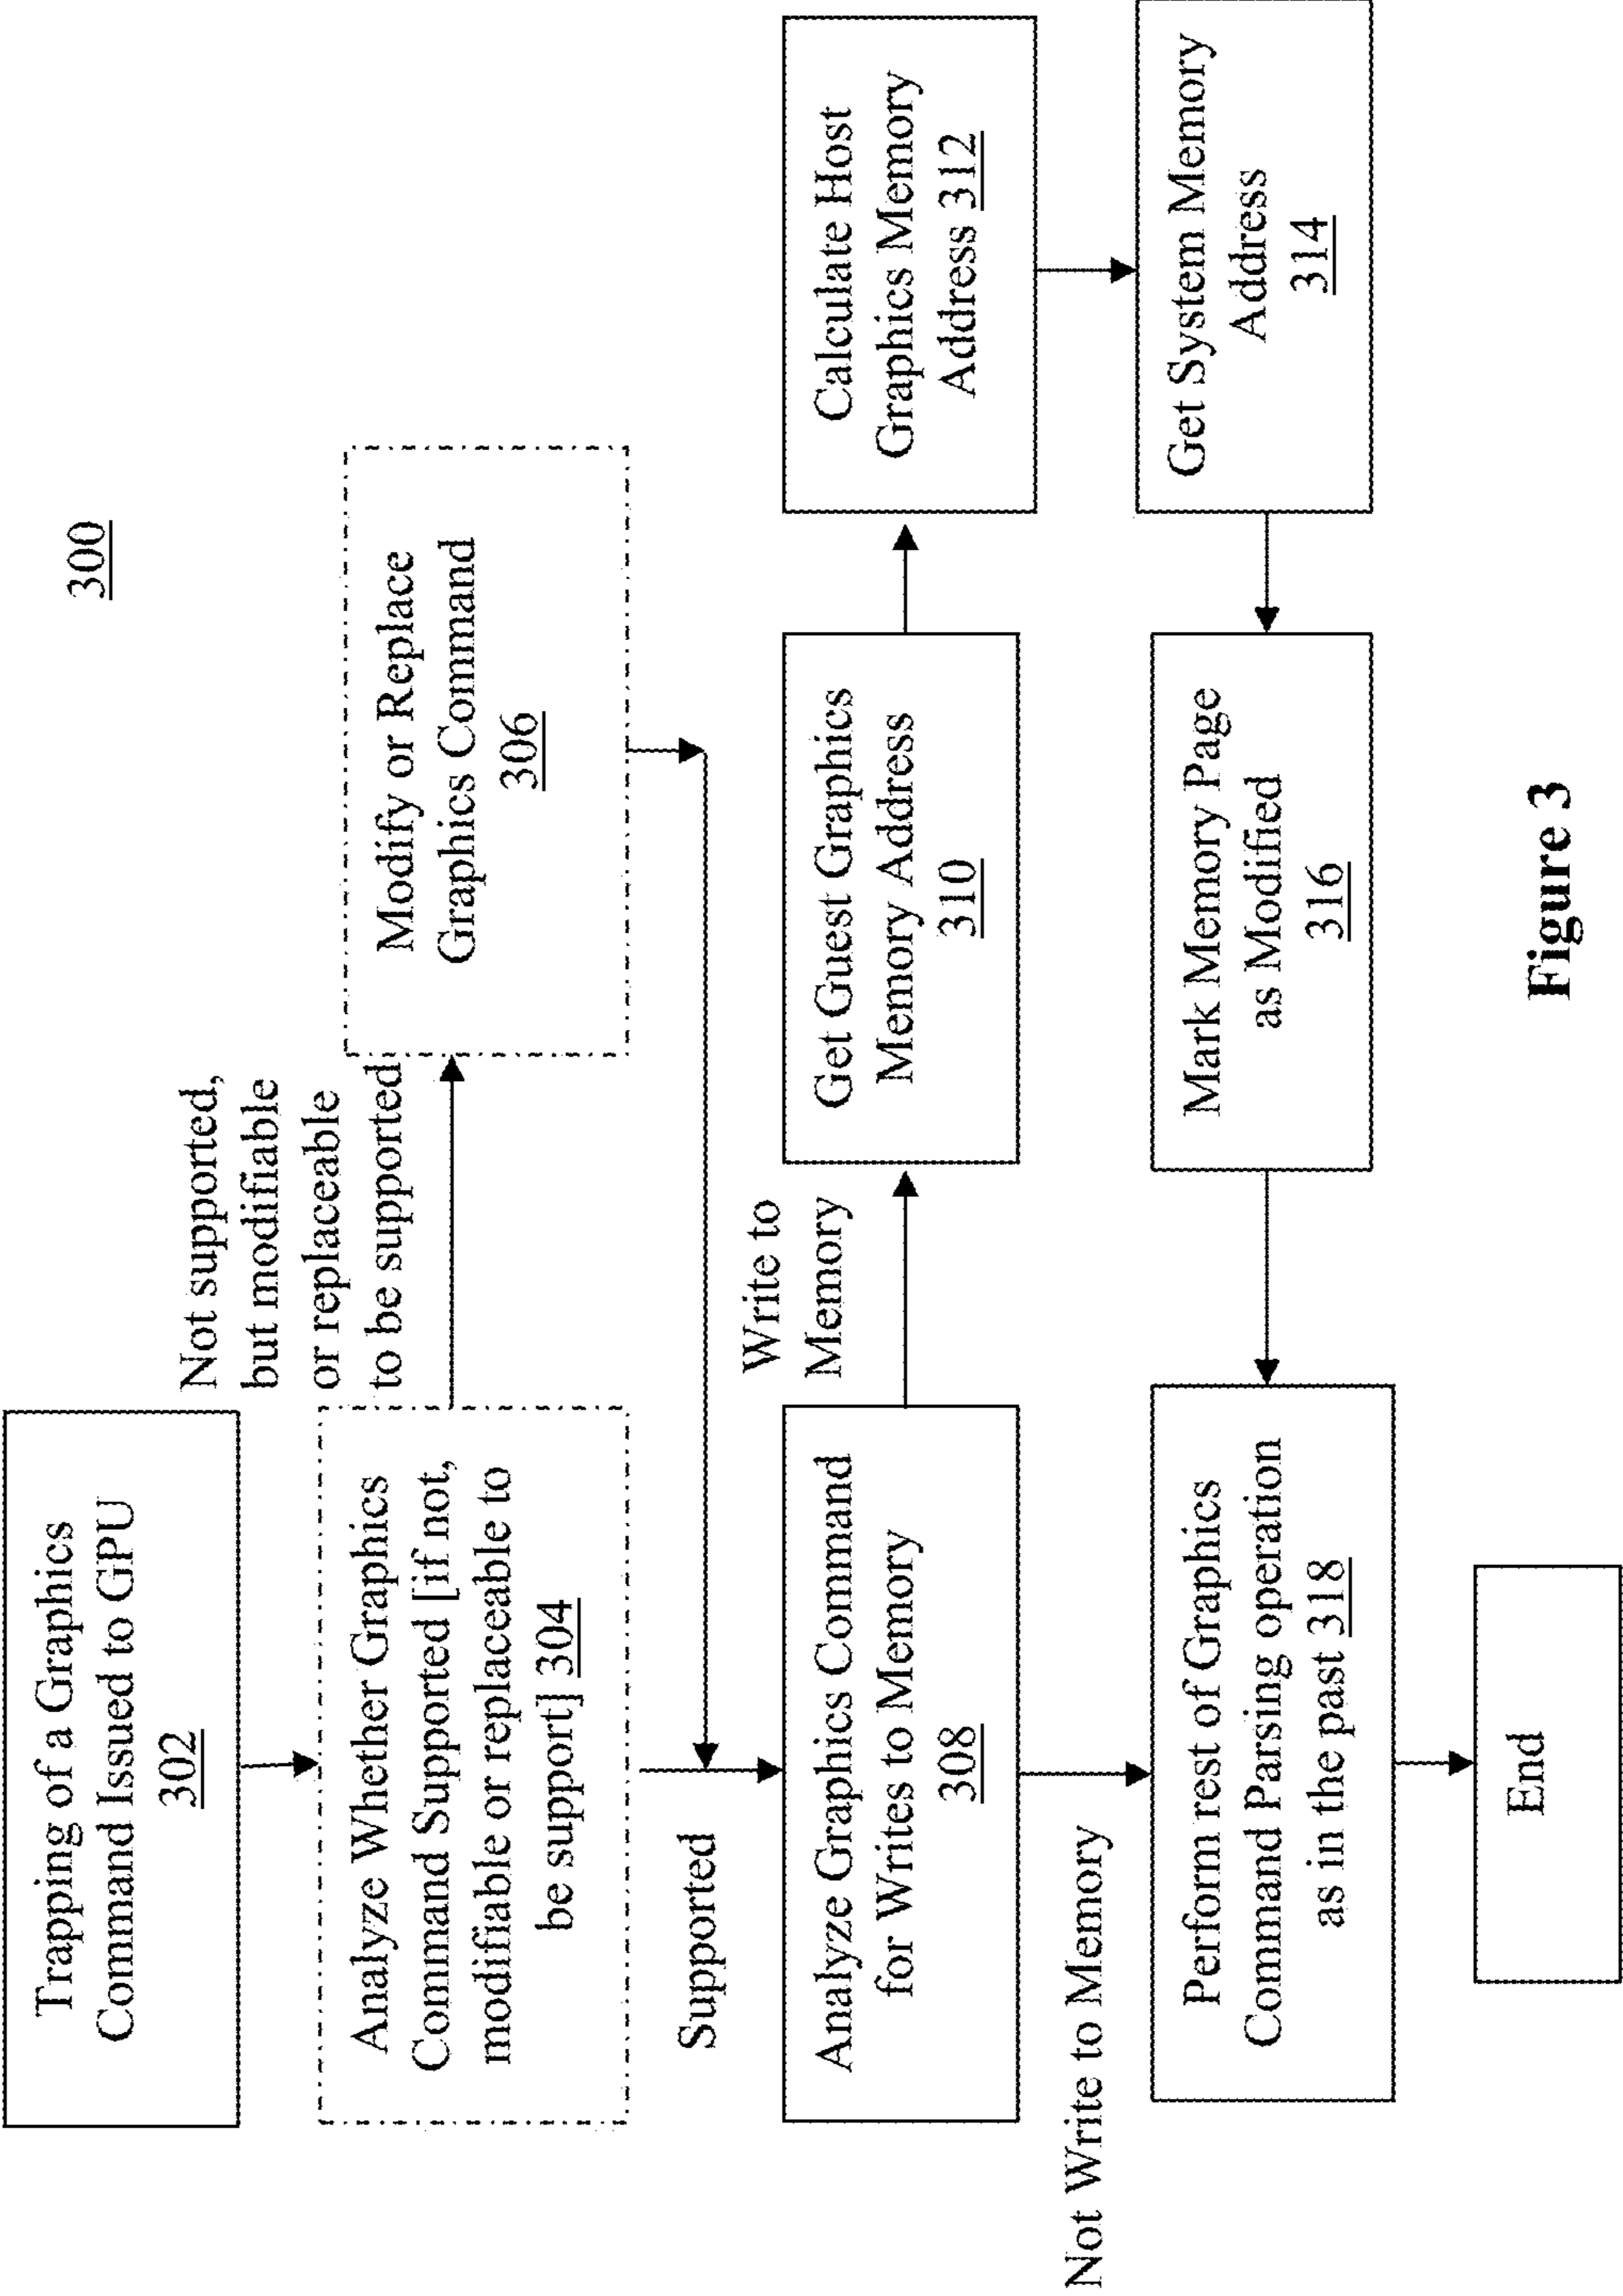 300
Trapping of a Graphics
Command Issued to GPU
302
Not supported,
but modifiable
or replaceable
to be supported
Analyze Whether Graphics
Command Supported [if not,
modifiable or replaceable to
be support] 304
Modify or Replace
Graphics Command
306
Supported
Write to
Memory
Analyze Graphics Command
for Writes to Memory
308
Get Guest Graphics
Memory Address
310
Calculate Host
Graphics Memory
Address 312
Not Write to Memory
Perform rest of Graphics
Command Parsing operation
as in the past 318
Mark Memory Page
as Modified
316
Get System Memory
Address
314
End
Figure 3